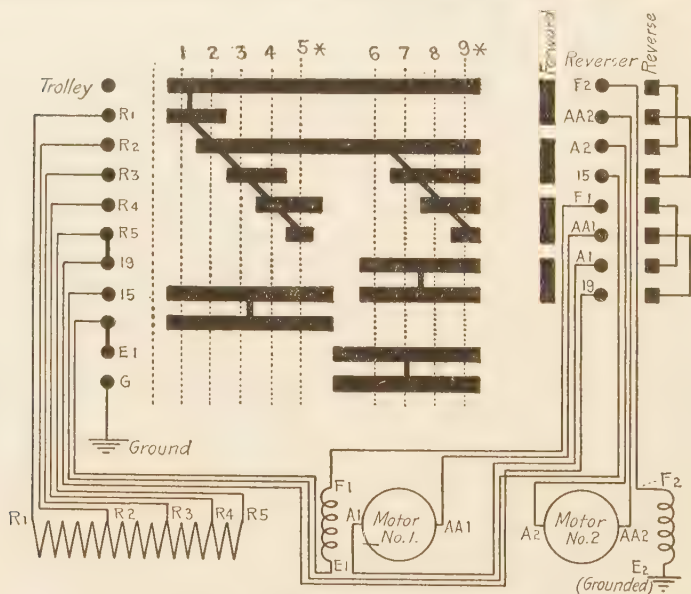 1 2 3 4 5* 6 7 8 9*
Forward
Reverser
Reverse
Trolley
R1
R2
R3
R4
R5
19
15
E1
G
Ground
F2
AA2
A2
15
F1
AA1
A1
19
R1 R2 R3 R4 R5
F1
E1
A1
Motor
No.1.
AA1
A2
Motor
No.2
AA2
F2
E2
(Grounded)